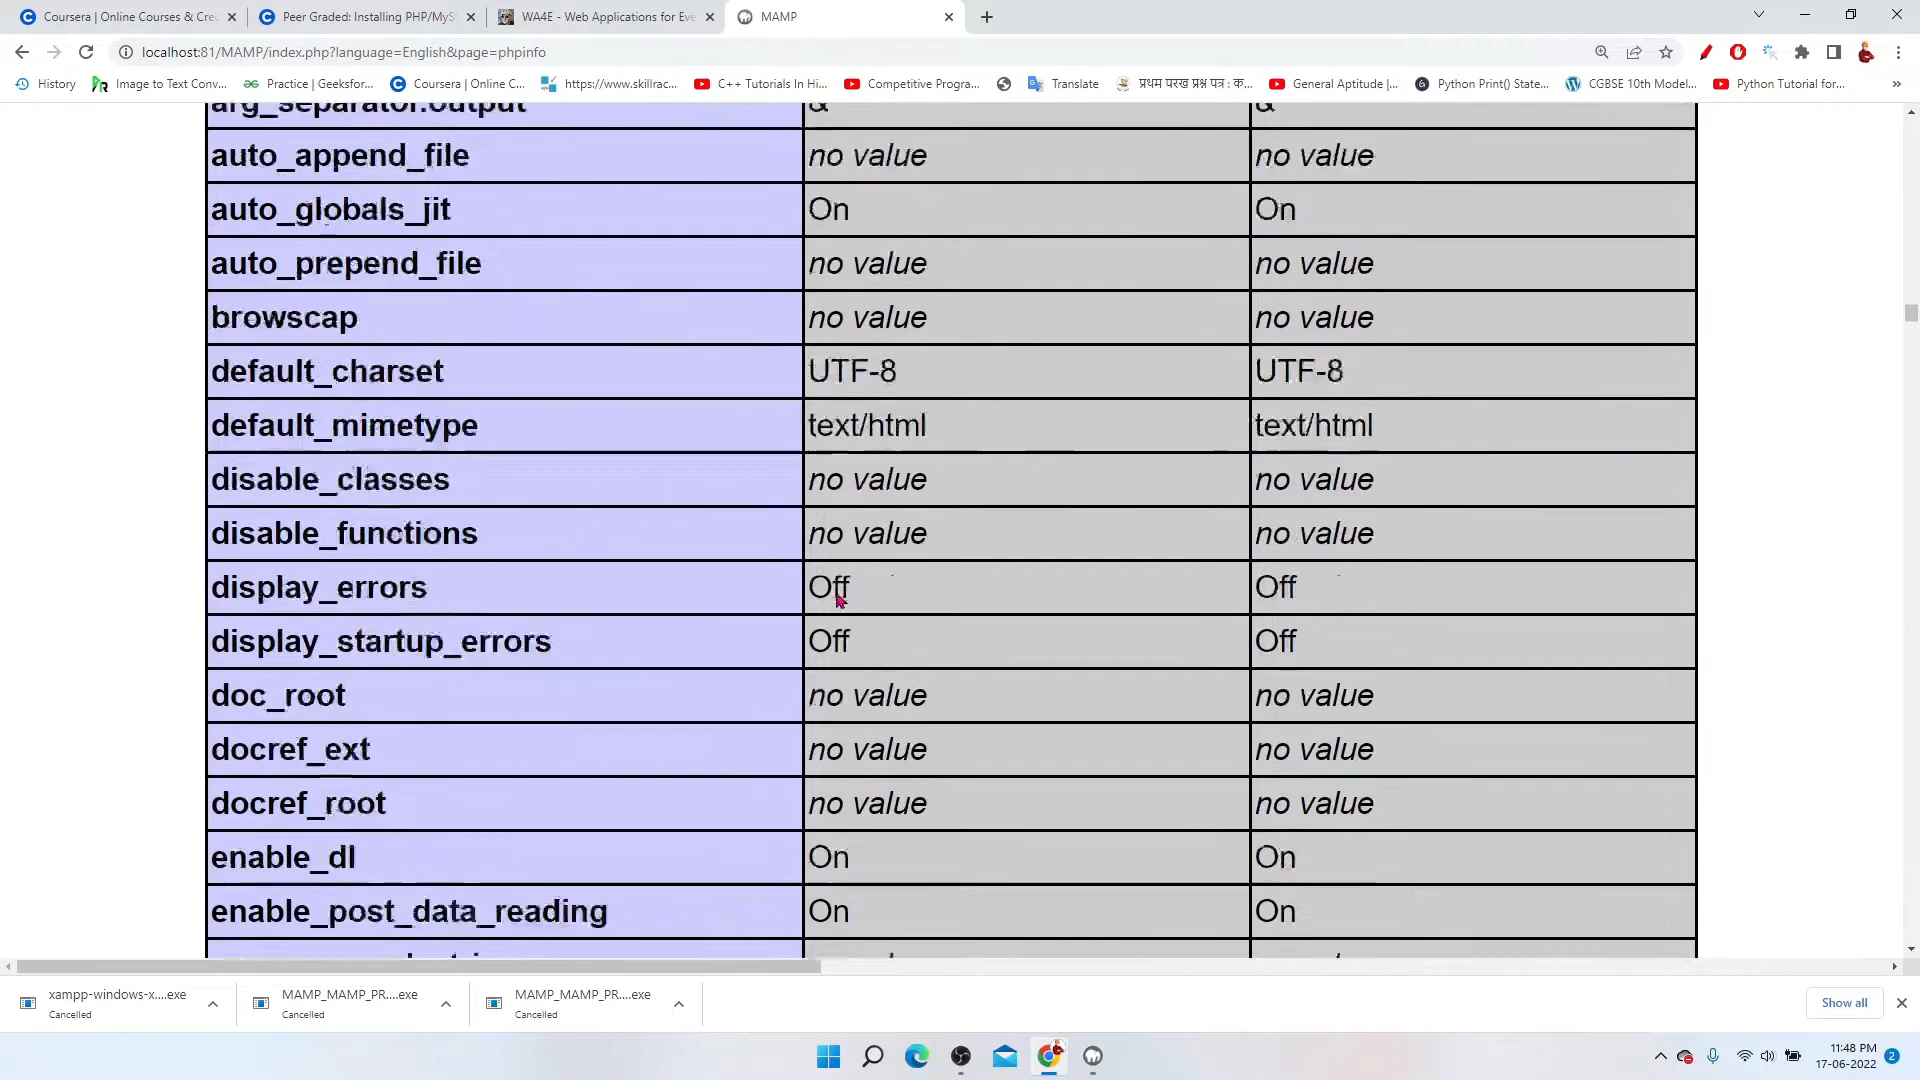 Coursera | Online Courses & Cre
Peer Graded: Installing PHP/MyS
WA4E - Web Applications for Eve
MAMP
localhost:81/MAMP/index.php?language=English&page=phpinfo
History
Image to Text Conv...
Practice | Geeksfor...
Coursera | Online C...
https://www.skillrac...
C++ Tutorials In Hi...
Competitive Progra...
Translate
प्रथम परख प्रश्न पत्र : क...
General Aptitude |...
Python Print() State...
CGBSE 10th Model...
Python Tutorial for...
»
arg_separator.output & &
auto_append_file no value no value
auto_globals_jit On On
auto_prepend_file no value no value
browscap no value no value
default_charset UTF-8 UTF-8
default_mimetype text/html text/html
disable_classes no value no value
disable_functions no value no value
display_errors Off Off
display_startup_errors Off Off
doc_root no value no value
docref_ext no value no value
docref_root no value no value
enable_dl On On
enable_post_data_reading On On
xampp-windows-x....exe
Cancelled
MAMP_MAMP_PR....exe
Cancelled
MAMP_MAMP_PR....exe
Cancelled
Show all
11:48 PM
17-06-2022
2